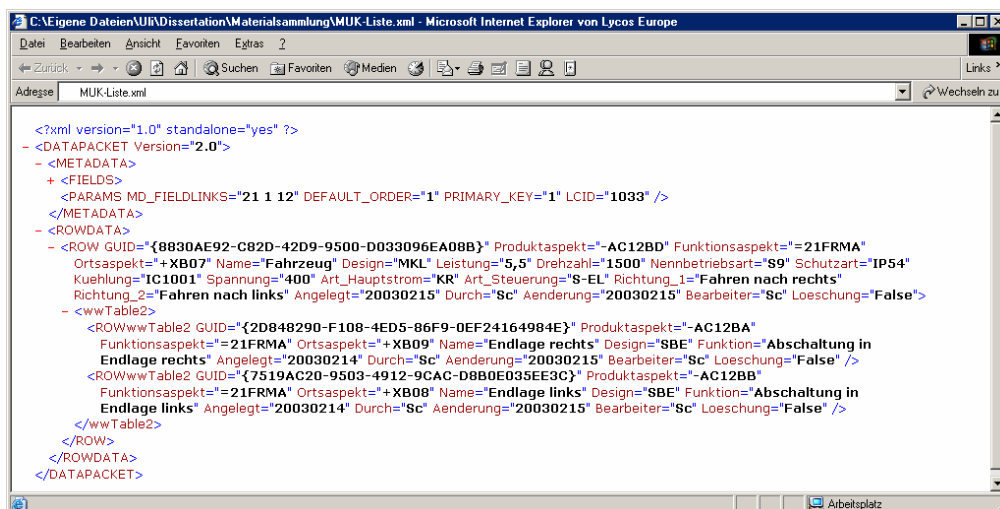 C:\Eigene Dateien\Uli\Dissertation\Materialsammlung\MUK-Liste.xml - Microsoft Internet Explorer von Lycos Europe
Datei Bearbeiten Ansicht Favoriten Extras ?
Zurück Suchen Favoriten Medien Links »
Adresse MUK-Liste.xml Wechseln zu
<?xml version="1.0" standalone="yes" ?>
- <DATAPACKET Version="2.0">
- <METADATA>
+ <FIELDS>
<PARAMS MD_FIELDLINKS="21 1 12" DEFAULT_ORDER="1" PRIMARY_KEY="1" LCID="1033" />
</METADATA>
- <ROWDATA>
- <ROW GUID="{8830AE92-C82D-42D9-9500-D033096EA08B}" Produktaspekt="-AC12BD" Funktionsaspekt="=21FRMA"
Ortsaspekt="+XB07" Name="Fahrzeug" Design="MKL" Leistung="5,5" Drehzahl="1500" Nennbetriebsart="S9" Schutzart="IP54"
Kuehlung="IC1001" Spannung="400" Art_Hauptstrom="KR" Art_Steuerung="S-EL" Richtung_1="Fahren nach rechts"
Richtung_2="Fahren nach links" Angelegt="20030215" Durch="Sc" Aenderung="20030215" Bearbeiter="Sc" Loeschung="False">
- <wwTable2>
<ROWwwTable2 GUID="{2D848290-F108-4ED5-86F9-0EF24164984E}" Produktaspekt="-AC12BA"
Funktionsaspekt="=21FRMA" Ortsaspekt="+XB09" Name="Endlage rechts" Design="SBE" Funktion="Abschaltung in
Endlage rechts" Angelegt="20030214" Durch="Sc" Aenderung="20030215" Bearbeiter="Sc" Loeschung="False" />
<ROWwwTable2 GUID="{7519AC20-9503-4912-9CAC-D8B0E035EE3C}" Produktaspekt="-AC12BB"
Funktionsaspekt="=21FRMA" Ortsaspekt="+XB08" Name="Endlage links" Design="SBE" Funktion="Abschaltung in
Endlage links" Angelegt="20030214" Durch="Sc" Aenderung="20030215" Bearbeiter="Sc" Loeschung="False" />
</wwTable2>
</ROW>
</ROWDATA>
</DATAPACKET>
Arbeitsplatz